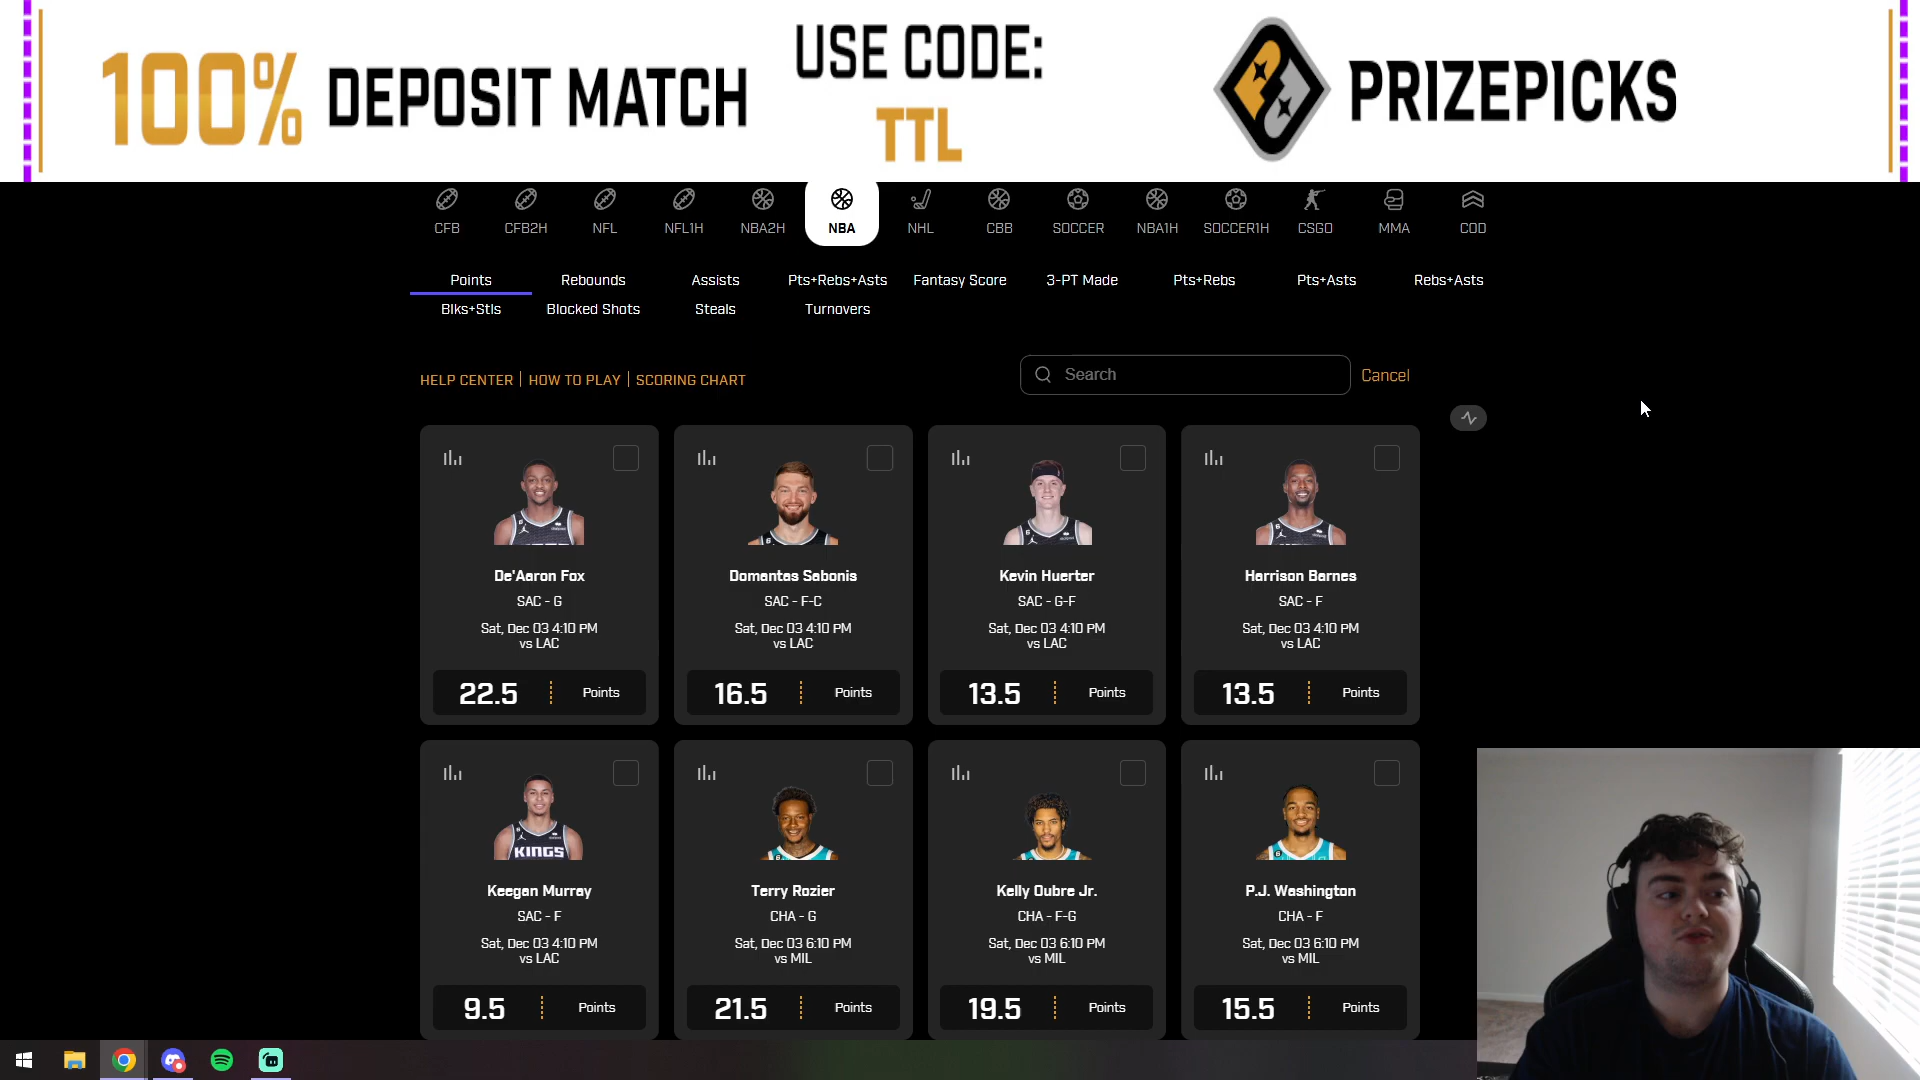 100% DEPOSIT MATCH
USE CODE:
TTL
PRIZEPICKS
CFB CFB2H NFL NFL1H NBA2H NBA NHL CBB SOCCER NBA1H SOCCER1H CSGO MMA COD
Points Rebounds Assists Pts+Rebs+Asts Fantasy Score 3-PT Made Pts+Rebs Pts+Asts Rebs+Asts
Blks+Stls Blocked Shots Steals Turnovers
HELP CENTER | HOW TO PLAY | SCORING CHART
Search Cancel
De'Aaron Fox
SAC - G
Sat, Dec 03 4:10 PM
vs LAC
22.5 Points
Domantas Sabonis
SAC - F-C
Sat, Dec 03 4:10 PM
vs LAC
16.5 Points
Kevin Huerter
SAC - G-F
Sat, Dec 03 4:10 PM
vs LAC
13.5 Points
Harrison Barnes
SAC - F
Sat, Dec 03 4:10 PM
vs LAC
13.5 Points
KINGS
Keegan Murray
SAC - F
Sat, Dec 03 4:10 PM
vs LAC
9.5 Points
Terry Rozier
CHA - G
Sat, Dec 03 6:10 PM
vs MIL
21.5 Points
Kelly Oubre Jr.
CHA - F-G
Sat, Dec 03 6:10 PM
vs MIL
19.5 Points
P.J. Washington
CHA - F
Sat, Dec 03 6:10 PM
vs MIL
15.5 Points